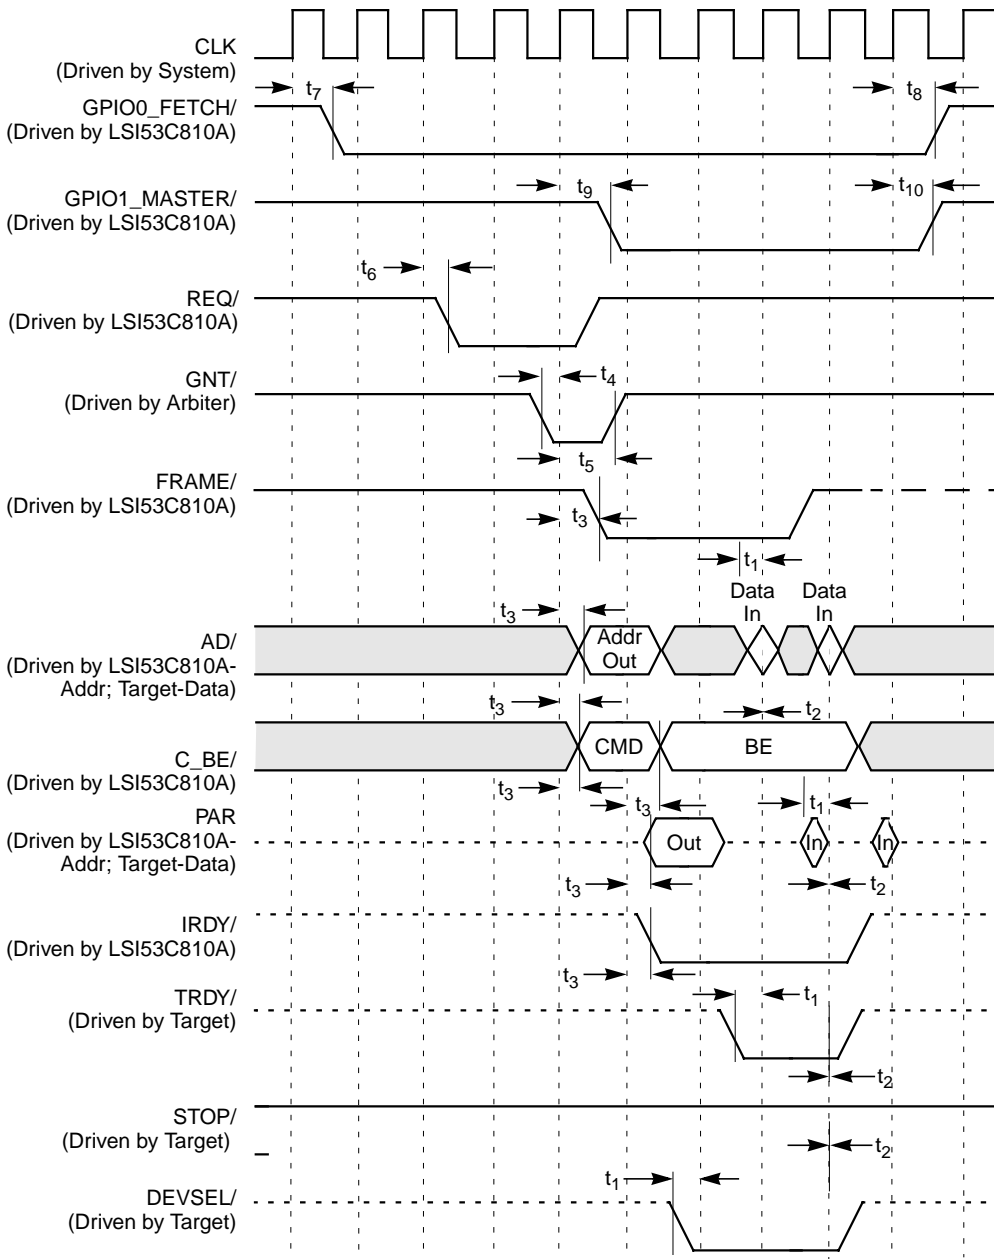 CLK
(Driven by System)
t7
t8
GPIO0_FETCH/
(Driven by LSI53C810A)
t9
t10
GPIO1_MASTER/
(Driven by LSI53C810A)
t6
REQ/
(Driven by LSI53C810A)
GNT/
(Driven by Arbiter)
t4
t5
FRAME/
(Driven by LSI53C810A)
t3
t1
Data
In
Data
In
t3
AD/
(Driven by LSI53C810A-
Addr; Target-Data)
Addr
Out
t3
t2
C_BE/
(Driven by LSI53C810A)
CMD
BE
t3
t3
t1
PAR
(Driven by LSI53C810A-
Addr; Target-Data)
Out
In
In
t3
t2
IRDY/
(Driven by LSI53C810A)
t3
t1
TRDY/
(Driven by Target)
t2
STOP/
(Driven by Target)
t2
t1
DEVSEL/
(Driven by Target)